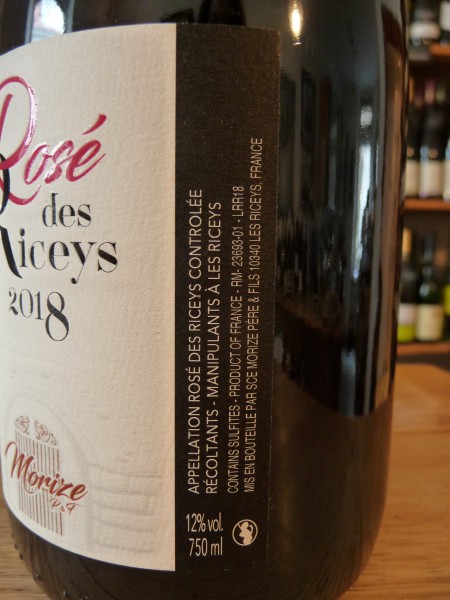 Rosé
des
Riceys
2018
Morize
P&F
APPELLATION ROSÉ DES RICEYS CONTROLÉE
RÉCOLTANTS - MANIPULANTS À LES RICEYS
CONTAINS SULFITES - PRODUCT OF FRANCE - RM- 23693-01 - LRR18
MIS EN BOUTEILLE PAR SCE MORIZE PÈRE & FILS 10340 LES RICEYS, FRANCE
12% vol.
750 ml